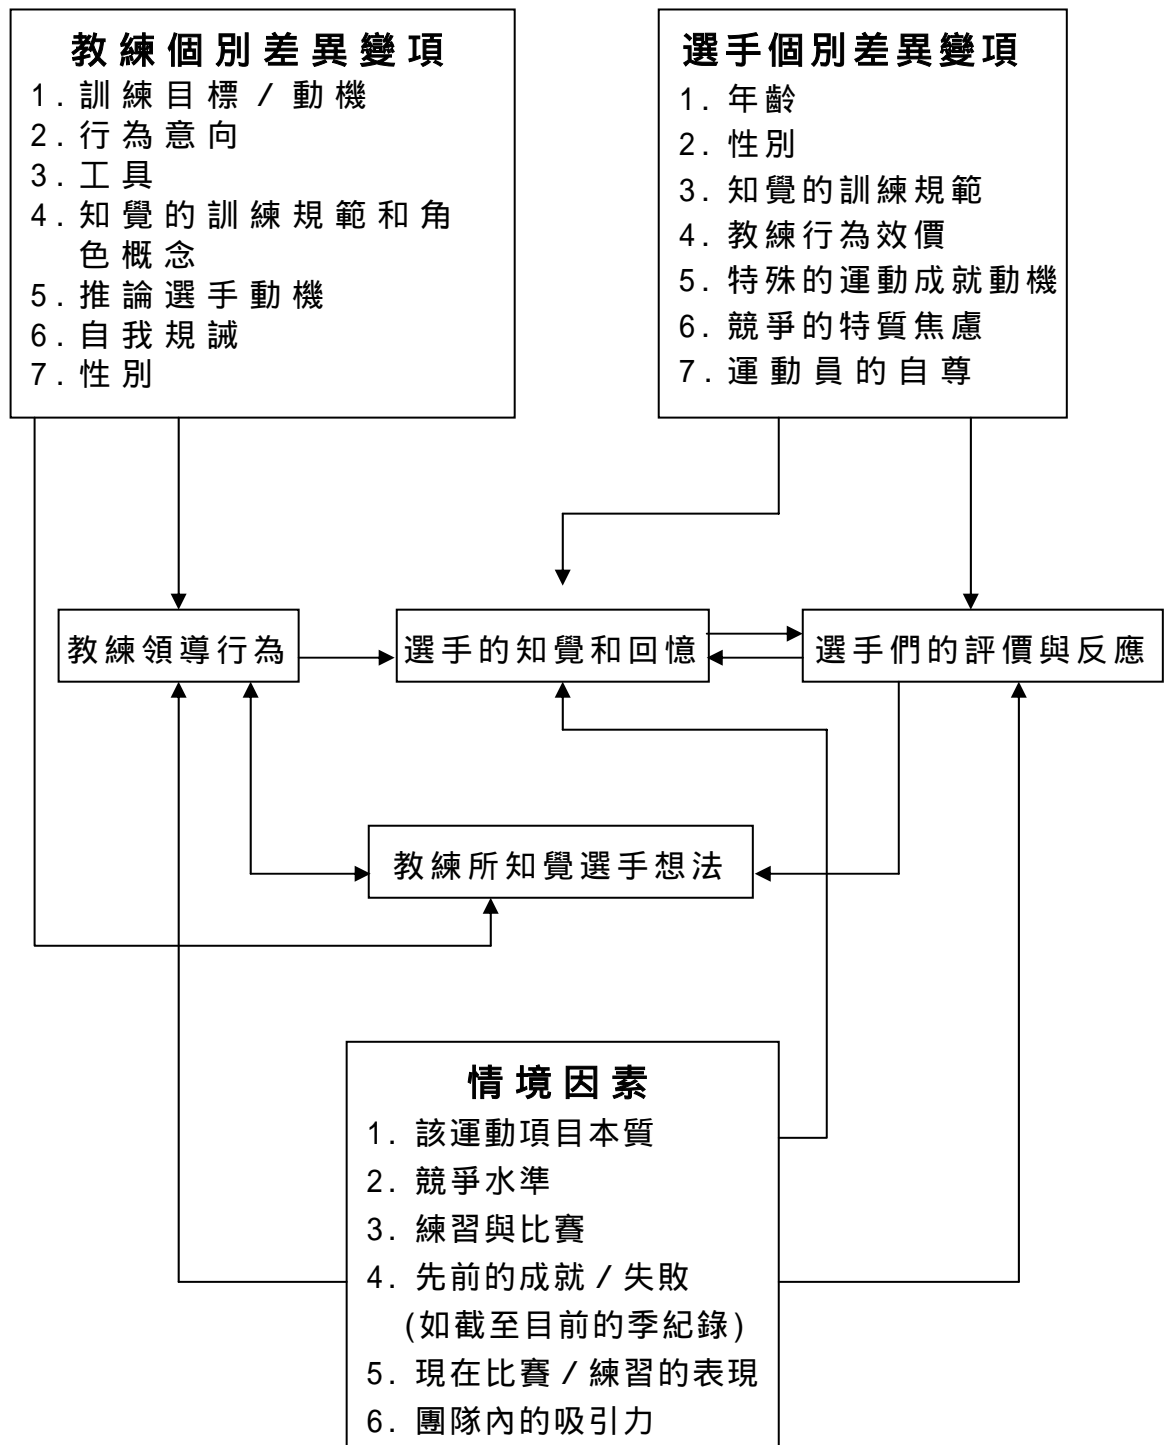 教練個別差異變項
1. 訓練目標／動機
2. 行為意向
3. 工具
4. 知覺的訓練規範和角
色概念
5. 推論選手動機
6. 自我規誡
7. 性別
選手個別差異變項
1. 年齡
2. 性別
3. 知覺的訓練規範
4. 教練行為效價
5. 特殊的運動成就動機
6. 競爭的特質焦慮
7. 運動員的自尊
教練領導行為
選手的知覺和回憶
選手們的評價與反應
教練所知覺選手想法
情境因素
1. 該運動項目本質
2. 競爭水準
3. 練習與比賽
4. 先前的成就／失敗
(如截至目前的季紀錄)
5. 現在比賽／練習的表現
6. 團隊內的吸引力